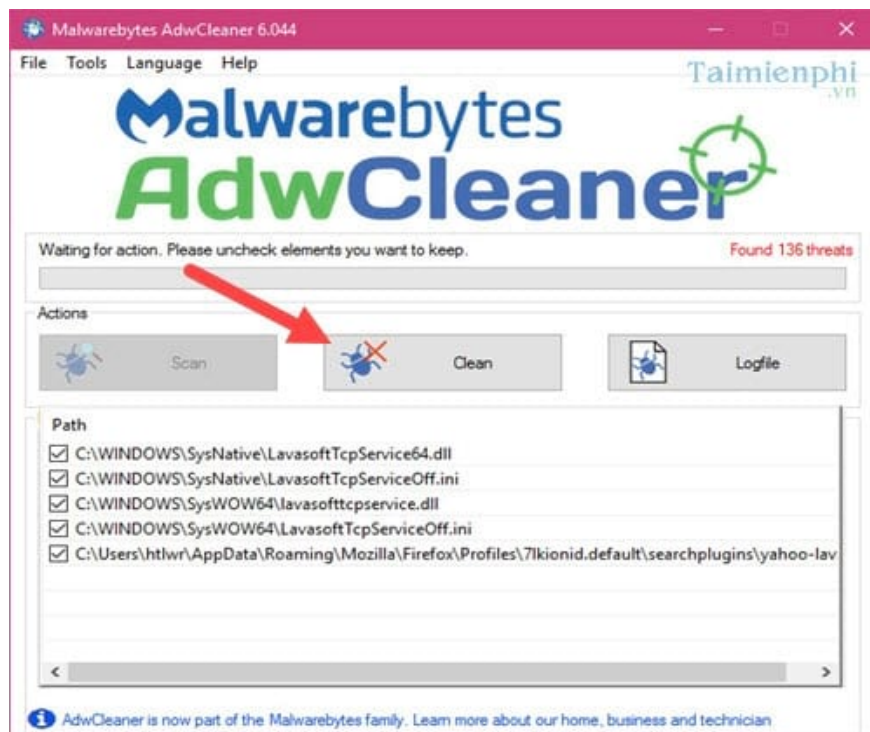 Malwarebytes AdwCleaner 6.044
File Tools Language Help
Taimienphi
.vn
Malwarebytes
AdwCleaner
Waiting for action. Please uncheck elements you want to keep.
Found 136 threats
Actions
Scan
Clean
Logfile
Path
C:\WINDOWS\SysNative\LavasoftTcpService64.dll
C:\WINDOWS\SysNative\LavasoftTcpServiceOff.ini
C:\WINDOWS\SysWOW64\lavasofttcpservice.dll
C:\WINDOWS\SysWOW64\LavasoftTcpServiceOff.ini
C:\Users\htlwr\AppData\Roaming\Mozilla\Firefox\Profiles\7lkionid.default\searchplugins\yahoo-lav
AdwCleaner is now part of the Malwarebytes family. Learn more about our home, business and technician